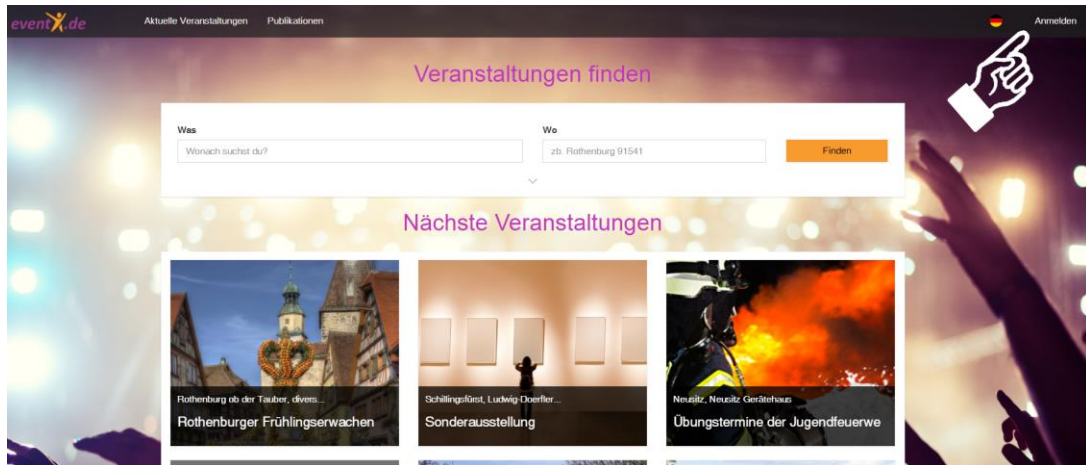 eventX.de
Aktuelle Veranstaltungen Publikationen Anmelden
Veranstaltungen finden
Was Wo
Wonach suchst du? zb. Rothenburg 91541 Finden
Nächste Veranstaltungen
Rothenburg ob der Tauber, divers...
Rothenburger Frühlingserwachen
Schillingsfürst, Ludwig-Doerfler...
Sonderausstellung
Neusitz, Neusitz Gerätehaus
Übungstermine der Jugendfeuerwe